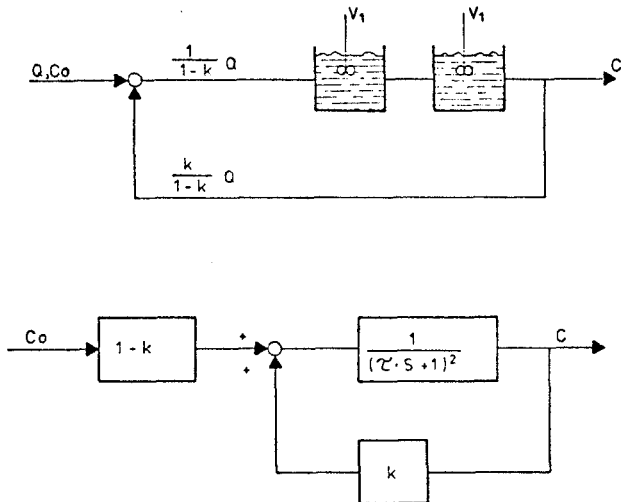 V1 V1
Q,Co
1/(1-k) Q
C
k/(1-k) Q
Co
1-k
+
+
1/(τ·S+1)²
C
k